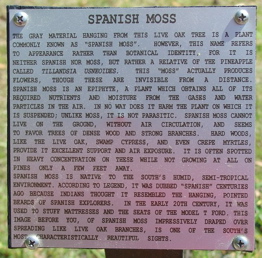 SPANISH MOSS
THE GRAY MATERIAL HANGING FROM THIS LIVE OAK TREE IS A PLANT
COMMONLY KNOWN AS "SPANISH MOSS". HOWEVER, THIS NAME REFERS
TO APPEARANCE RATHER THAN BOTANICAL IDENTITY, FOR IT IS
NEITHER SPANISH NOR MOSS, BUT RATHER A RELATIVE OF THE PINEAPPLE
CALLED TILLANDSIA USNEOIDES. THIS "MOSS" ACTUALLY PRODUCES
FLOWERS, THOUGH THESE ARE INVISIBLE FROM A DISTANCE.
SPANISH MOSS IS AN EPIPHYTE, A PLANT WHICH OBTAINS ALL OF ITS
REQUIRED NUTRIENTS AND MOISTURE FROM THE GASES AND WATER
PARTICLES IN THE AIR. IN NO WAY DOES IT HARM THE PLANT ON WHICH IT
IS SUSPENDED; UNLIKE MOSS, IT IS NOT PARASITIC. SPANISH MOSS CANNOT
LIVE ON THE GROUND, WITHOUT AIR CIRCULATION, AND SEEMS
TO FAVOR TREES OF DENSE WOOD AND STRONG BRANCHES. HARD WOODS,
LIKE THE LIVE OAK, SWAMP CYPRESS, AND EVEN CREPE MYRTLES,
PROVIDE IT EXCELLENT SUPPORT AND AIR EXPOSURE. IT IS OFTEN SPOTTED
IN HEAVY CONCENTRATION ON THESE WHILE NOT GROWING AT ALL ON
PINES ONLY A FEW FEET AWAY.
SPANISH MOSS IS NATIVE TO THE SOUTH'S HUMID, SEMI-TROPICAL
ENVIRONMENT. ACCORDING TO LEGEND, IT WAS DUBBED "SPANISH" CENTURIES
AGO BECAUSE INDIANS THOUGHT IT RESEMBLED THE HANGING, POINTED
BEARDS OF SPANISH EXPLORERS. IN THE EARLY 20TH CENTURY, IT WAS
USED TO STUFF MATTRESSES AND THE SEATS OF THE MODEL T FORD. THIS
IMAGE BEFORE YOU, OF SPANISH MOSS IMPRESSIVELY DRAPED OVER
SPREADING LIKE LIVE OAK BRANCHES, IS ONE OF THE SOUTH'S
MOST CHARACTERISTICALLY BEAUTIFUL SIGHTS.